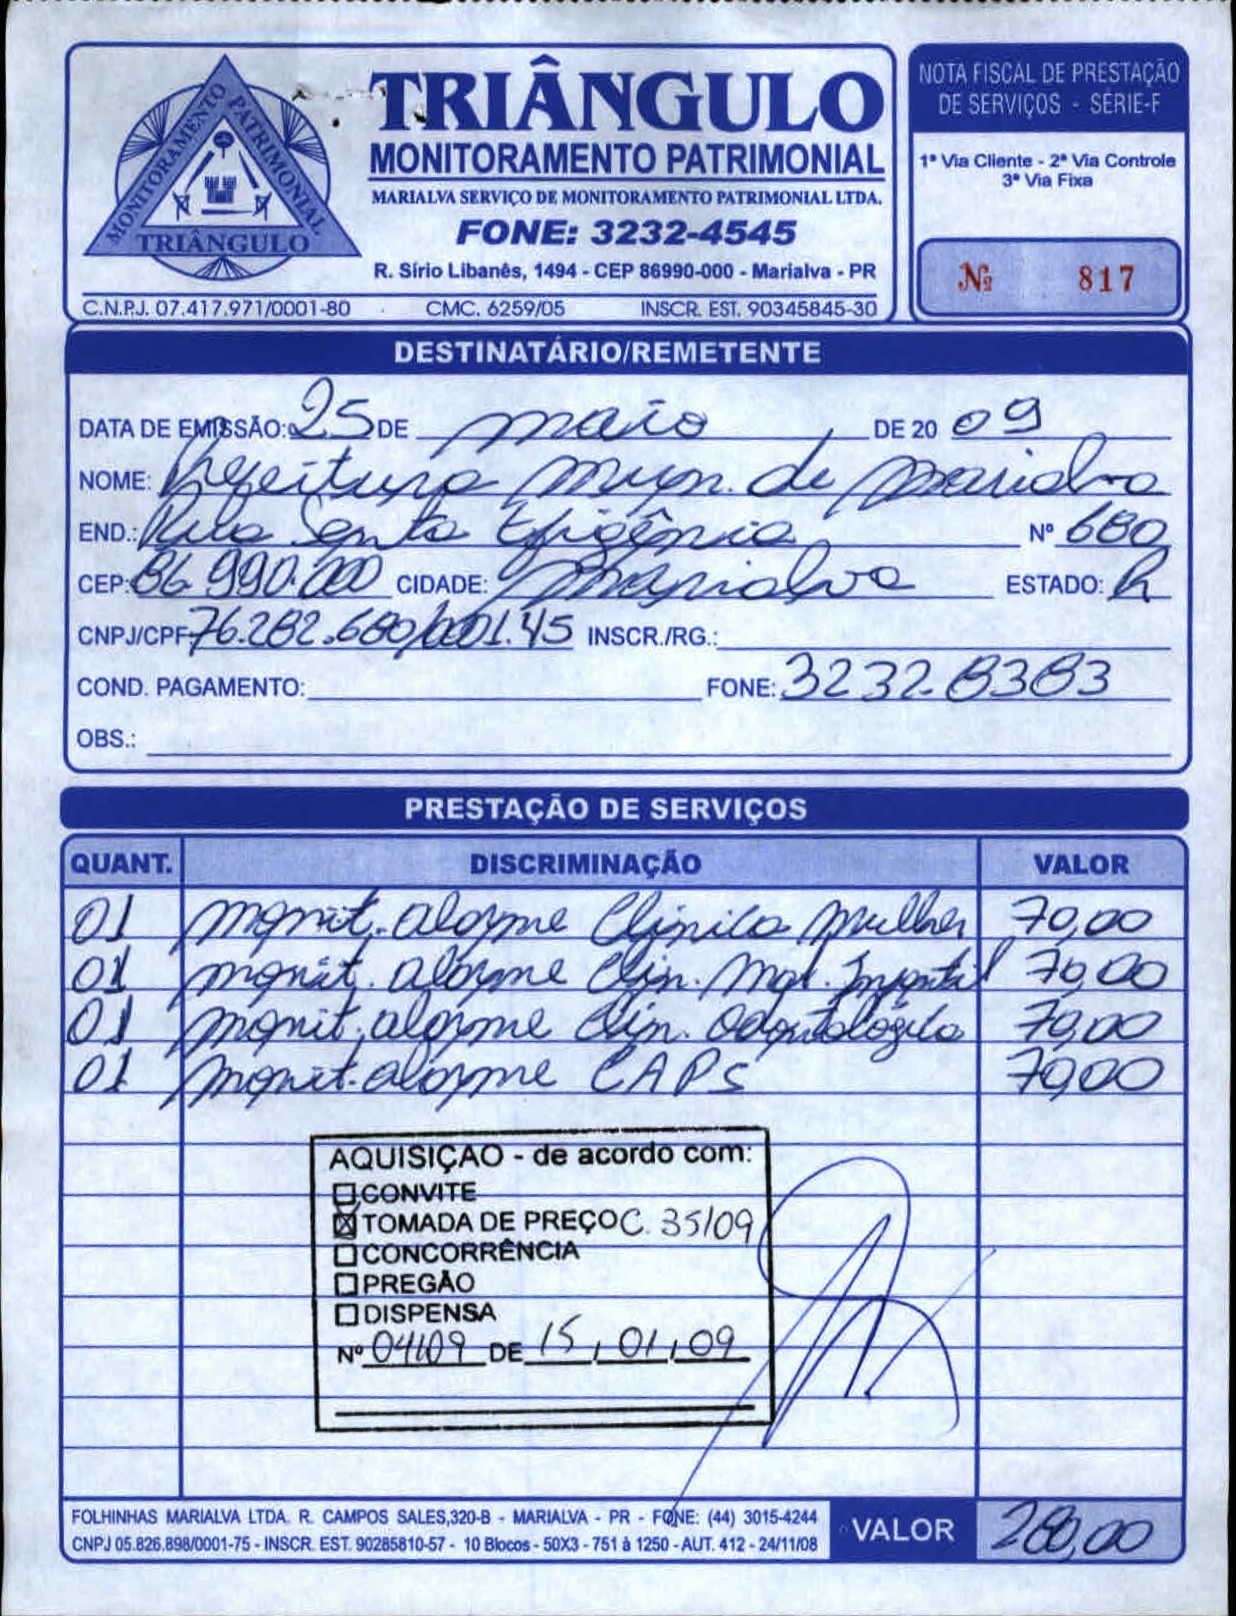 MONITORAMENTO PATRIMONIAL
TRIÂNGULO
TRIÂNGULO
MONITORAMENTO PATRIMONIAL
MARIALVA SERVIÇO DE MONITORAMENTO PATRIMONIAL LTDA.
FONE: 3232-4545
R. Sírio Libanês, 1494 - CEP 86990-000 - Marialva - PR
C.N.P.J. 07.417.971/0001-80 CMC. 6259/05 INSCR. EST. 90345845-30
NOTA FISCAL DE PRESTAÇÃO
DE SERVIÇOS - SÉRIE-F
1ª Via Cliente - 2ª Via Controle
3ª Via Fixa
Nº 817
DESTINATÁRIO/REMETENTE
DATA DE EMISSÃO: 25 DE maio DE 20 09
NOME: Prefeitura Mun. de Marialva
END.: Rua Santa Efigênia Nº 680
CEP: 86.990.000 CIDADE: Marialva ESTADO: Pr
CNPJ/CPF 76.282.680/0001.45 INSCR./RG.:
COND. PAGAMENTO: FONE: 3232.8383
OBS.:
PRESTAÇÃO DE SERVIÇOS
QUANT. DISCRIMINAÇÃO VALOR
01 monit. alarme Clinica Mulher 70,00
01 monit. alarme Clin. Mat. Infantil 70,00
01 monit. alarme Clin. Odontologica 70,00
01 monit. alarme CAPS 70,00
AQUISIÇÃO - de acordo com:
CONVITE
TOMADA DE PREÇO C. 35/09
CONCORRÊNCIA
PREGÃO
DISPENSA
Nº 04/09 DE 15/01/09
FOLHINHAS MARIALVA LTDA. R. CAMPOS SALES,320-B - MARIALVA - PR - FONE: (44) 3015-4244
CNPJ 05.826.898/0001-75 - INSCR. EST. 90285810-57 - 10 Blocos - 50X3 - 751 à 1250 - AUT. 412 - 24/11/08
VALOR 280,00